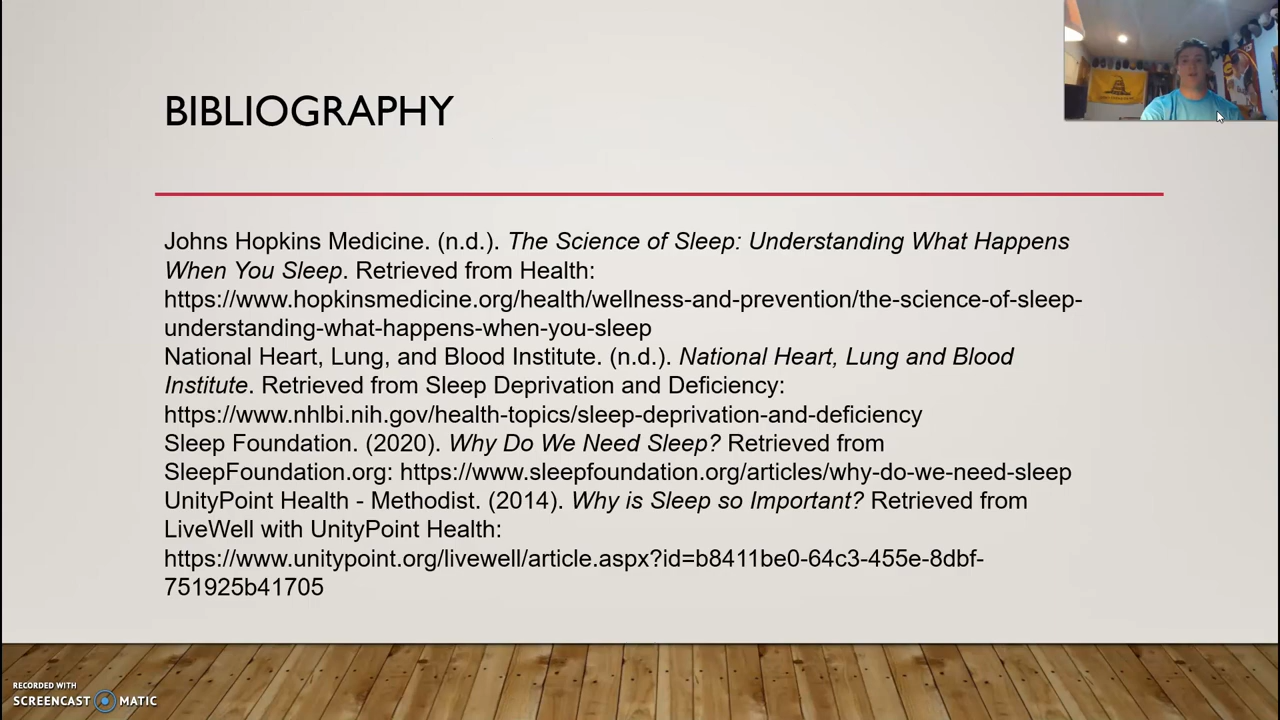 BIBLIOGRAPHY
Johns Hopkins Medicine. (n.d.). The Science of Sleep: Understanding What Happens
When You Sleep. Retrieved from Health:
https://www.hopkinsmedicine.org/health/wellness-and-prevention/the-science-of-sleep-
understanding-what-happens-when-you-sleep
National Heart, Lung, and Blood Institute. (n.d.). National Heart, Lung and Blood
Institute. Retrieved from Sleep Deprivation and Deficiency:
https://www.nhlbi.nih.gov/health-topics/sleep-deprivation-and-deficiency
Sleep Foundation. (2020). Why Do We Need Sleep? Retrieved from
SleepFoundation.org: https://www.sleepfoundation.org/articles/why-do-we-need-sleep
UnityPoint Health - Methodist. (2014). Why is Sleep so Important? Retrieved from
LiveWell with UnityPoint Health:
https://www.unitypoint.org/livewell/article.aspx?id=b8411be0-64c3-455e-8dbf-
751925b41705
RECORDED WITH
SCREENCAST MATIC